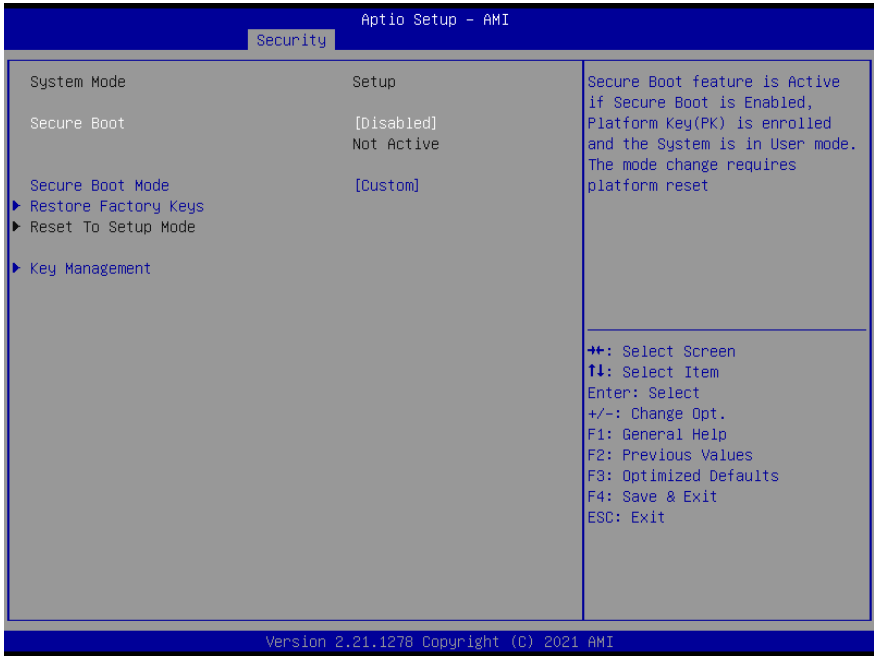 Aptio Setup – AMI
Security
System Mode Setup
Secure Boot [Disabled]
Not Active
Secure Boot Mode [Custom]
▶ Restore Factory Keys
▶ Reset To Setup Mode
▶ Key Management
Secure Boot feature is Active
if Secure Boot is Enabled,
Platform Key(PK) is enrolled
and the System is in User mode.
The mode change requires
platform reset
→←: Select Screen
↑↓: Select Item
Enter: Select
+/-: Change Opt.
F1: General Help
F2: Previous Values
F3: Optimized Defaults
F4: Save & Exit
ESC: Exit
Version 2.21.1278 Copyright (C) 2021 AMI